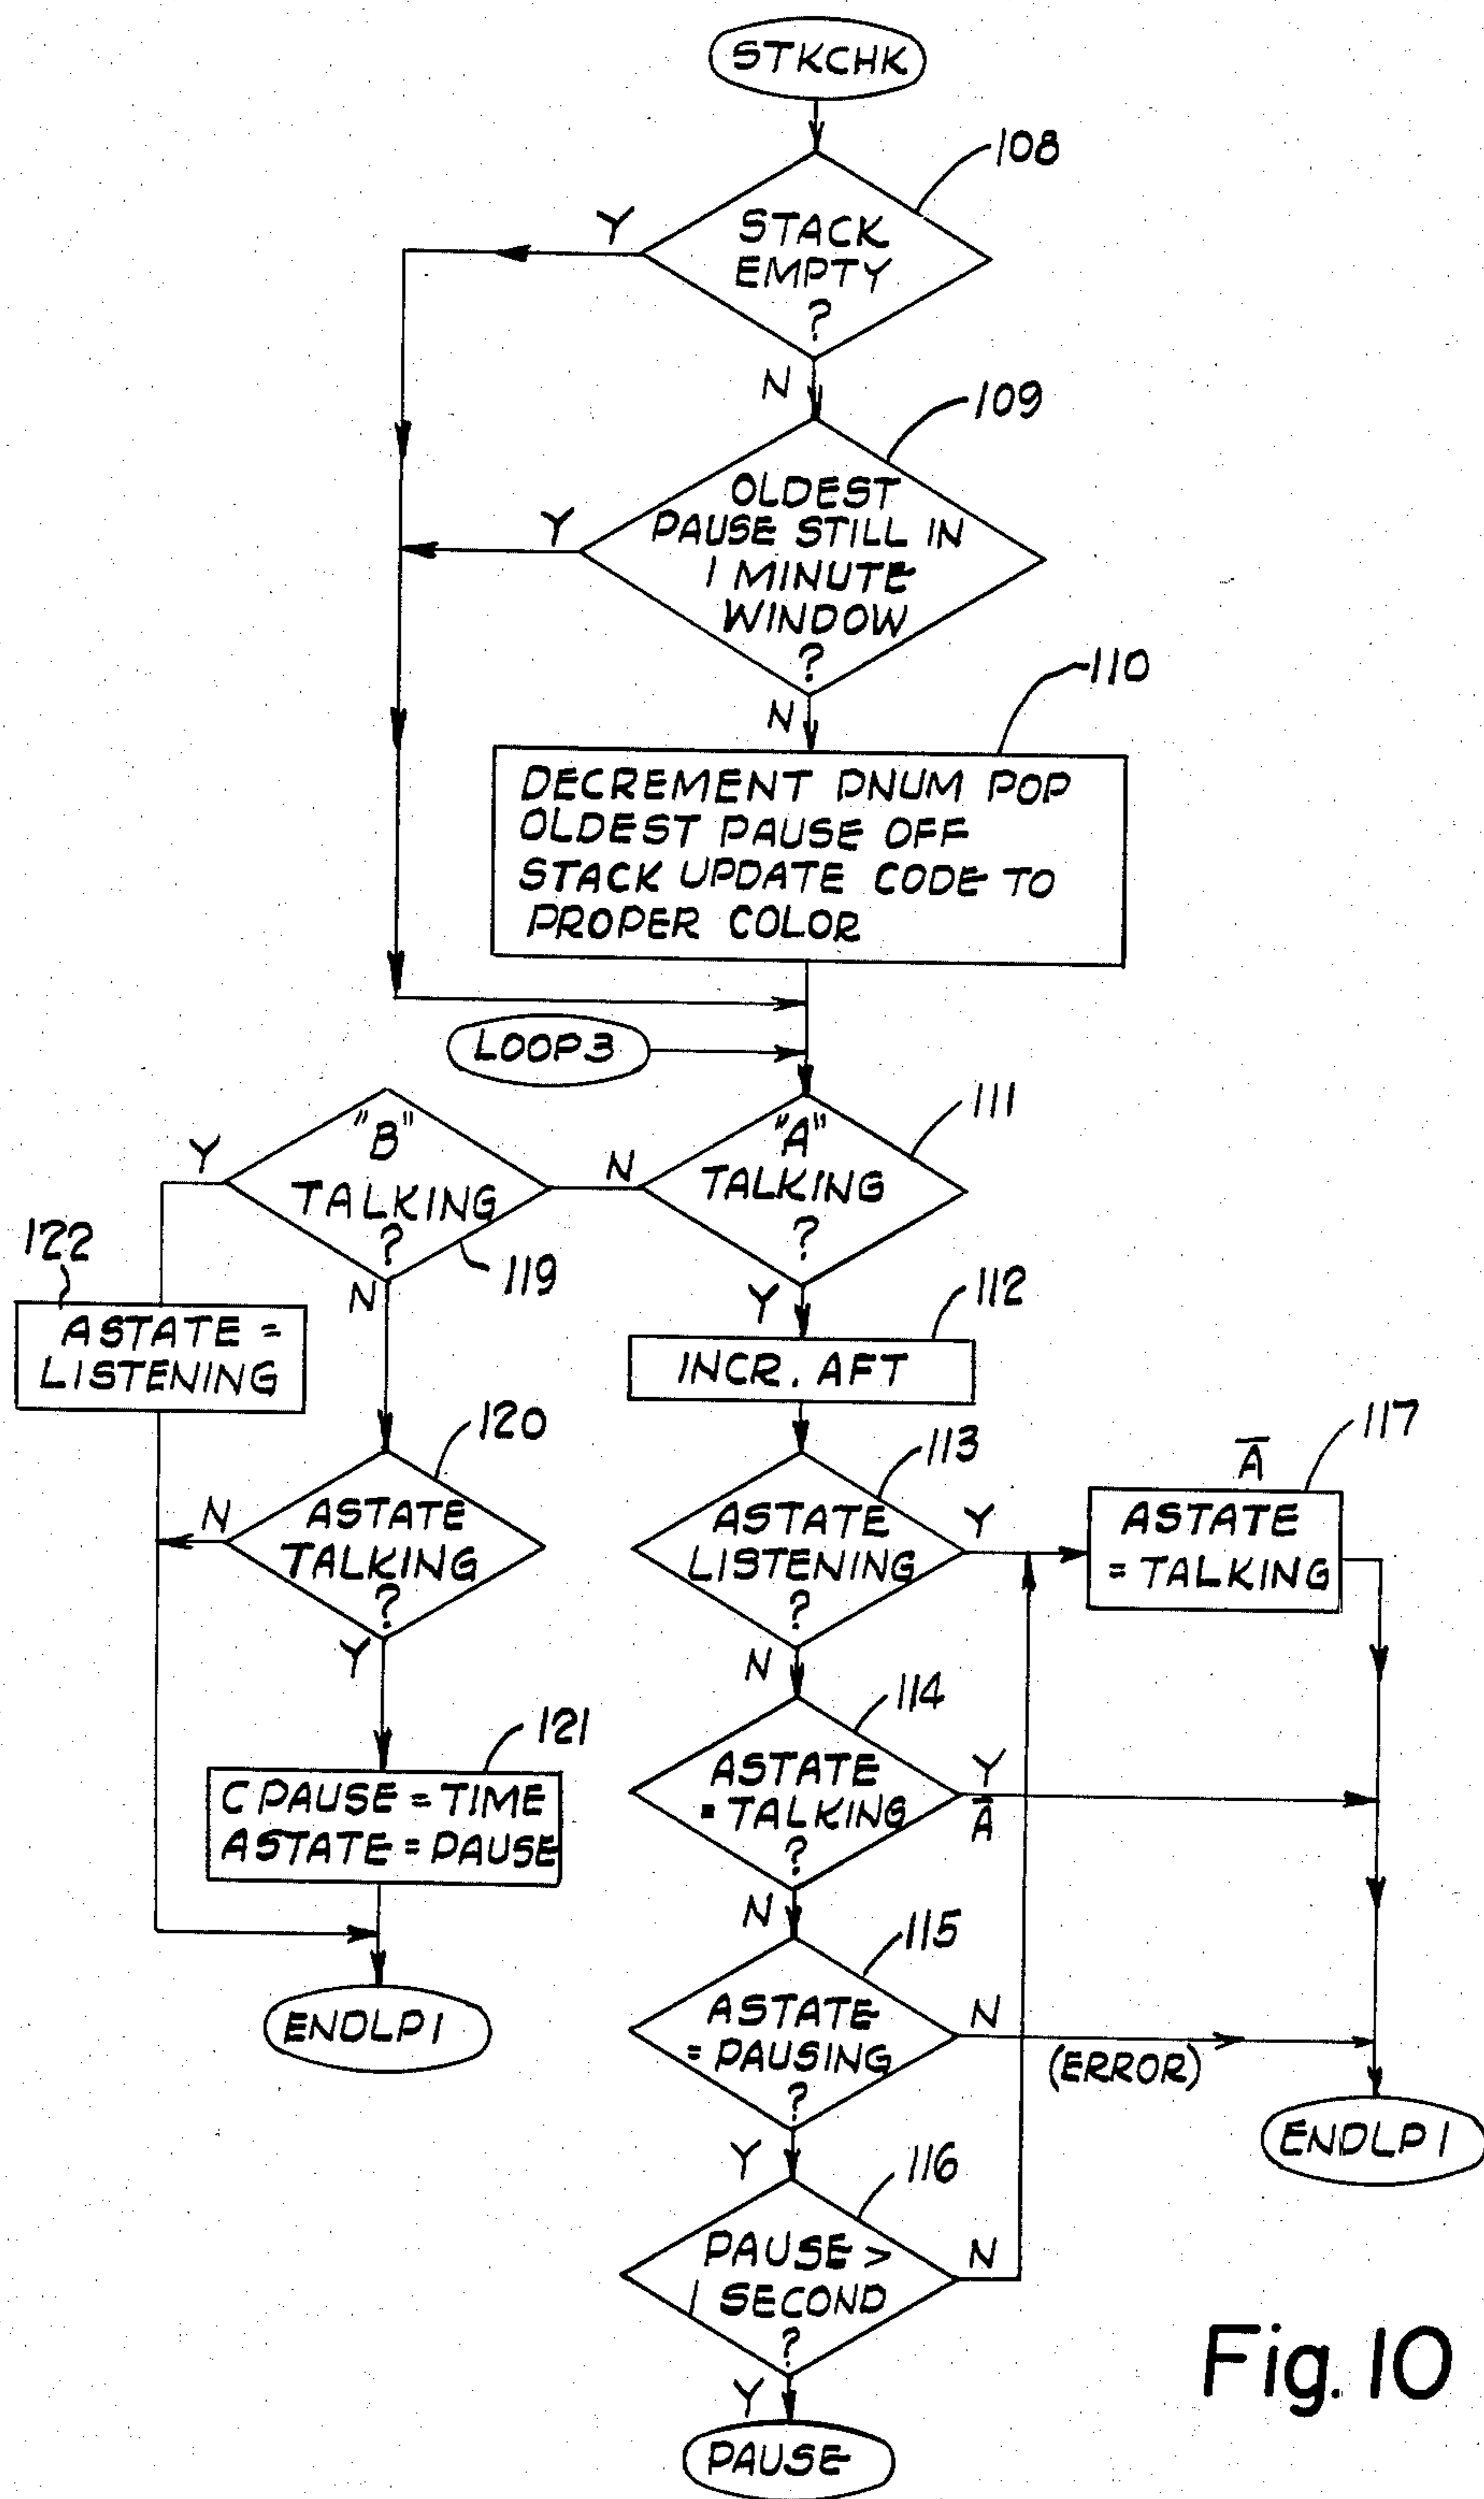 STKCHK
108
Y
STACK
EMPTY
?
N
109
OLDEST
PAUSE STILL IN
1 MINUTE
WINDOW
?
Y
N
110
DECREMENT PNUM POP
OLDEST PAUSE OFF
STACK UPDATE CODE TO
PROPER COLOR
LOOP3
111
"A"
TALKING
?
N
Y
"B"
TALKING
?
Y
119
N
122
ASTATE =
LISTENING
112
INCR. AFT
120
ASTATE
TALKING
?
N
Y
113
ASTATE
LISTENING
?
Y
N
117
A̅
ASTATE
= TALKING
114
ASTATE
= TALKING
?
Y
A̅
N
121
C PAUSE = TIME
ASTATE = PAUSE
ENDLP1
115
ASTATE
= PAUSING
?
N
(ERROR)
ENDLP1
Y
116
PAUSE >
1 SECOND
?
N
Y
PAUSE
Fig. 10